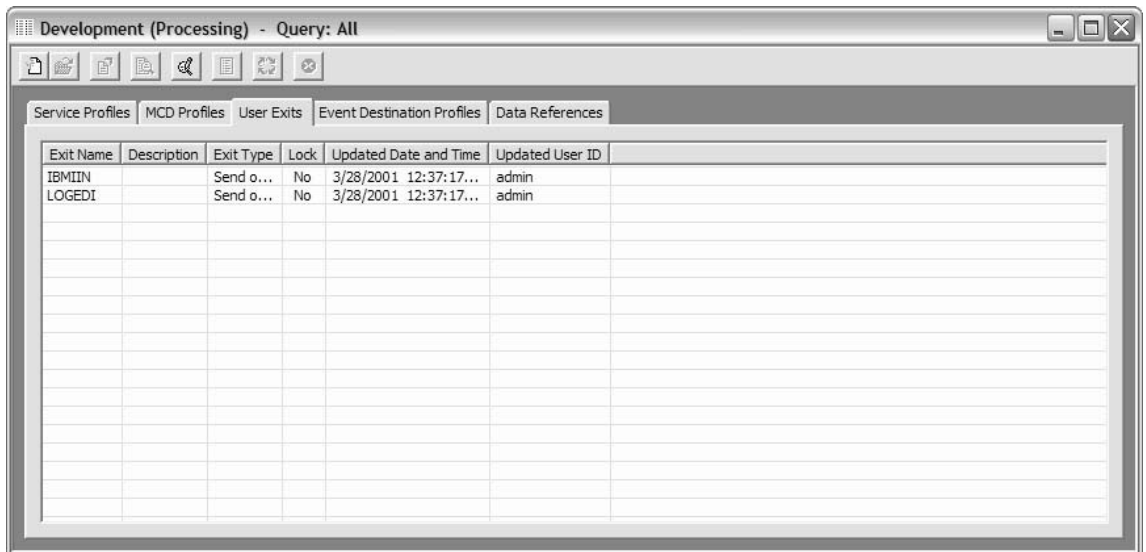 Development (Processing) - Query: All
Service Profiles MCD Profiles User Exits Event Destination Profiles Data References
Exit Name Description Exit Type Lock Updated Date and Time Updated User ID
IBMIIN Send o... No 3/28/2001 12:37:17... admin
LOGEDI Send o... No 3/28/2001 12:37:17... admin